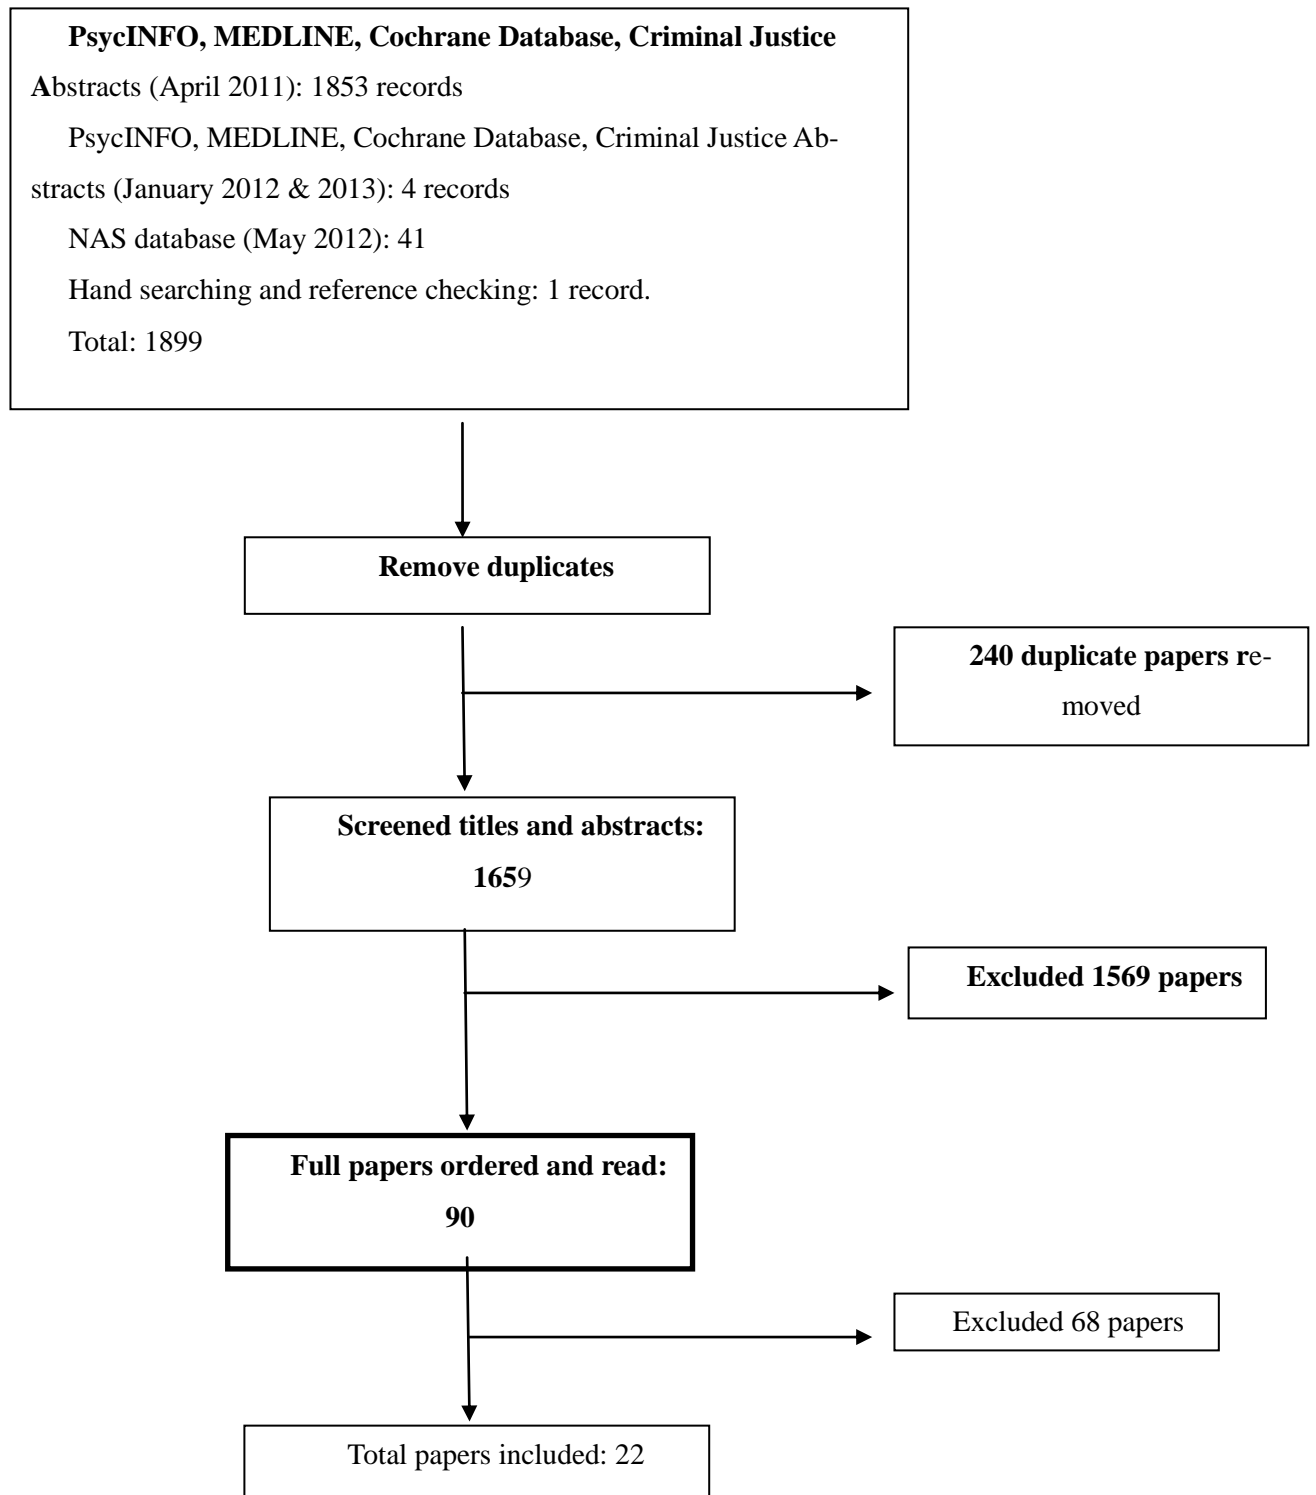 PsycINFO, MEDLINE, Cochrane Database, Criminal Justice
Abstracts (April 2011): 1853 records
PsycINFO, MEDLINE, Cochrane Database, Criminal Justice Ab-
stracts (January 2012 & 2013): 4 records
NAS database (May 2012): 41
Hand searching and reference checking: 1 record.
Total: 1899
Remove duplicates
240 duplicate papers re-
moved
Screened titles and abstracts:
1659
Excluded 1569 papers
Full papers ordered and read:
90
Excluded 68 papers
Total papers included: 22